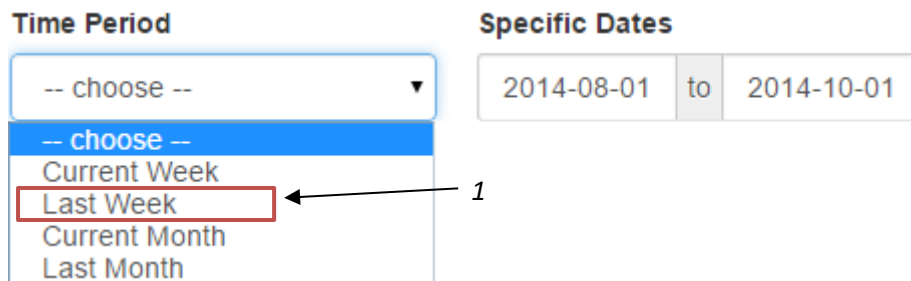 Time Period
Specific Dates
-- choose --
2014-08-01 to 2014-10-01
-- choose --
Current Week
Last Week
1
Current Month
Last Month